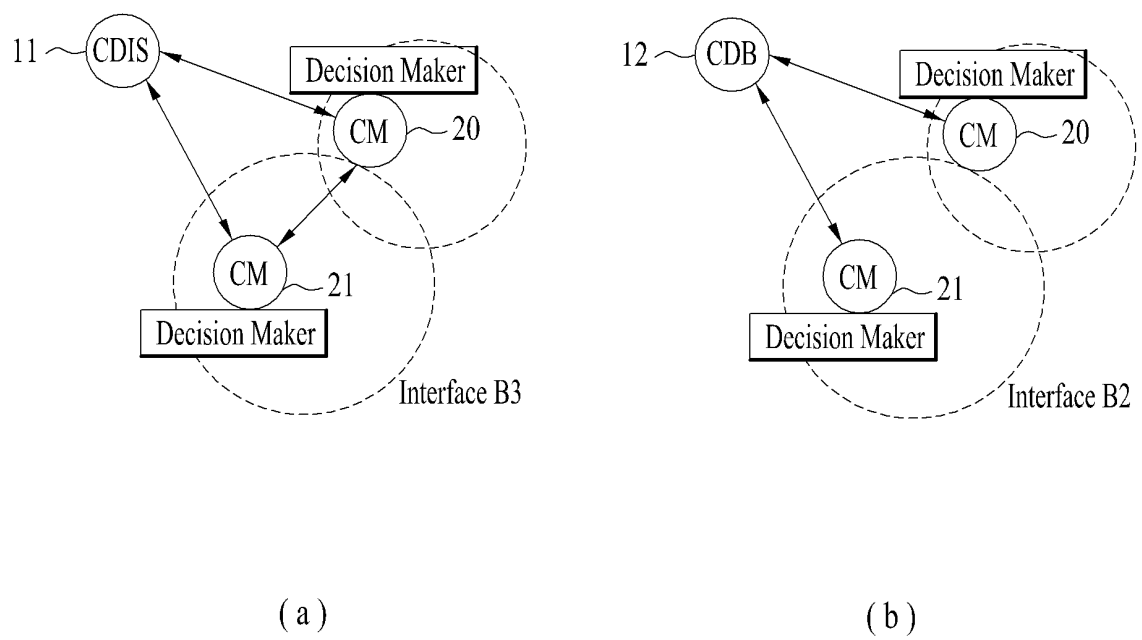 11 CDIS
Decision Maker
CM 20
CM 21
Decision Maker
Interface B3
( a )
12 CDB
Decision Maker
CM 20
CM 21
Decision Maker
Interface B2
( b )